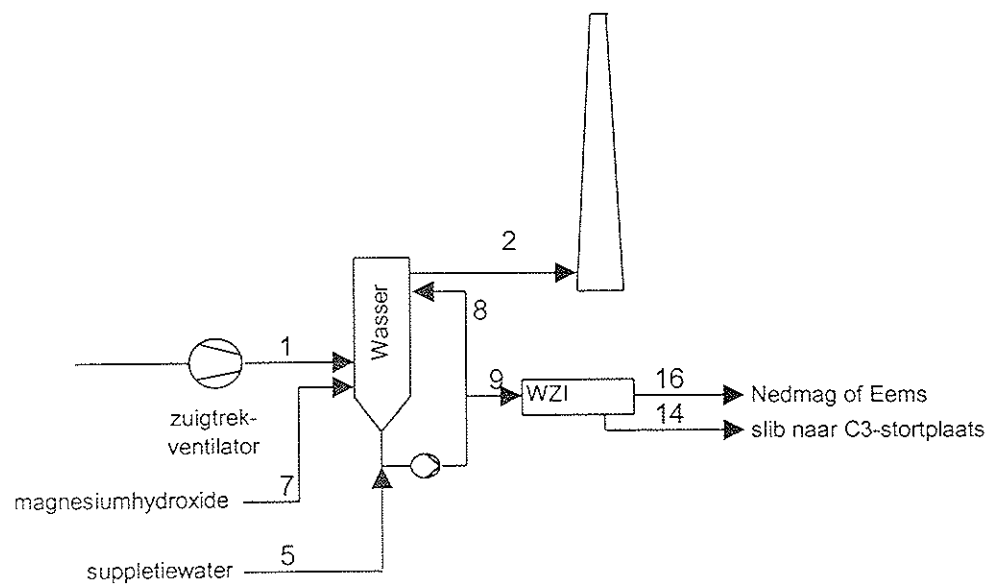 2
Wasser
8
1
9
WZI
16
Nedmag of Eems
14
slib naar C3-stortplaats
zuigtrek-
ventilator
7
magnesiumhydroxide
5
suppletiewater